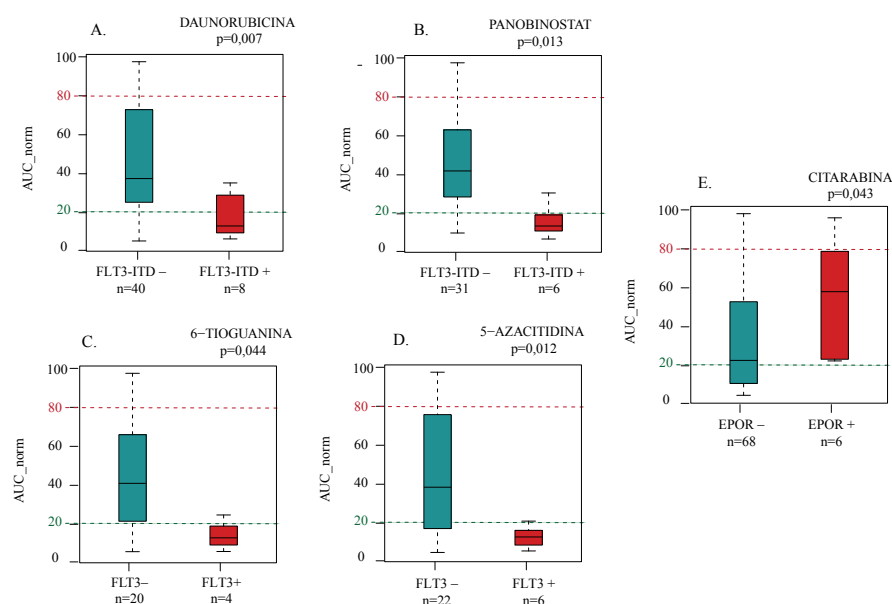 A.
DAUNORUBICINA
p=0,007
AUC_norm
100
80
60
40
20
0
FLT3-ITD –
n=40
FLT3-ITD +
n=8
B.
PANOBINOSTAT
p=0,013
-
AUC_norm
100
80
60
40
20
0
FLT3-ITD –
n=31
FLT3-ITD +
n=6
C.
6−TIOGUANINA
p=0,044
AUC_norm
100
80
60
40
20
0
FLT3–
n=20
FLT3+
n=4
D.
5−AZACITIDINA
p=0,012
AUC_norm
100
80
60
40
20
0
FLT3 –
n=22
FLT3 +
n=6
E.
CITARABINA
p=0,043
AUC_norm
100
80
60
40
20
0
EPOR –
n=68
EPOR +
n=6